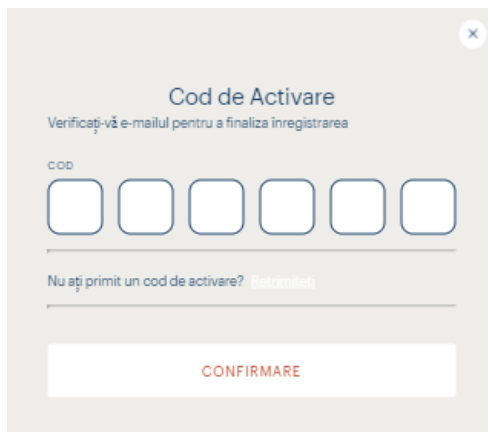 Cod de Activare
Verificați-vă e-mailul pentru a finaliza înregistrarea
COD
Nu ați primit un cod de activare? Retrimiteți
CONFIRMARE